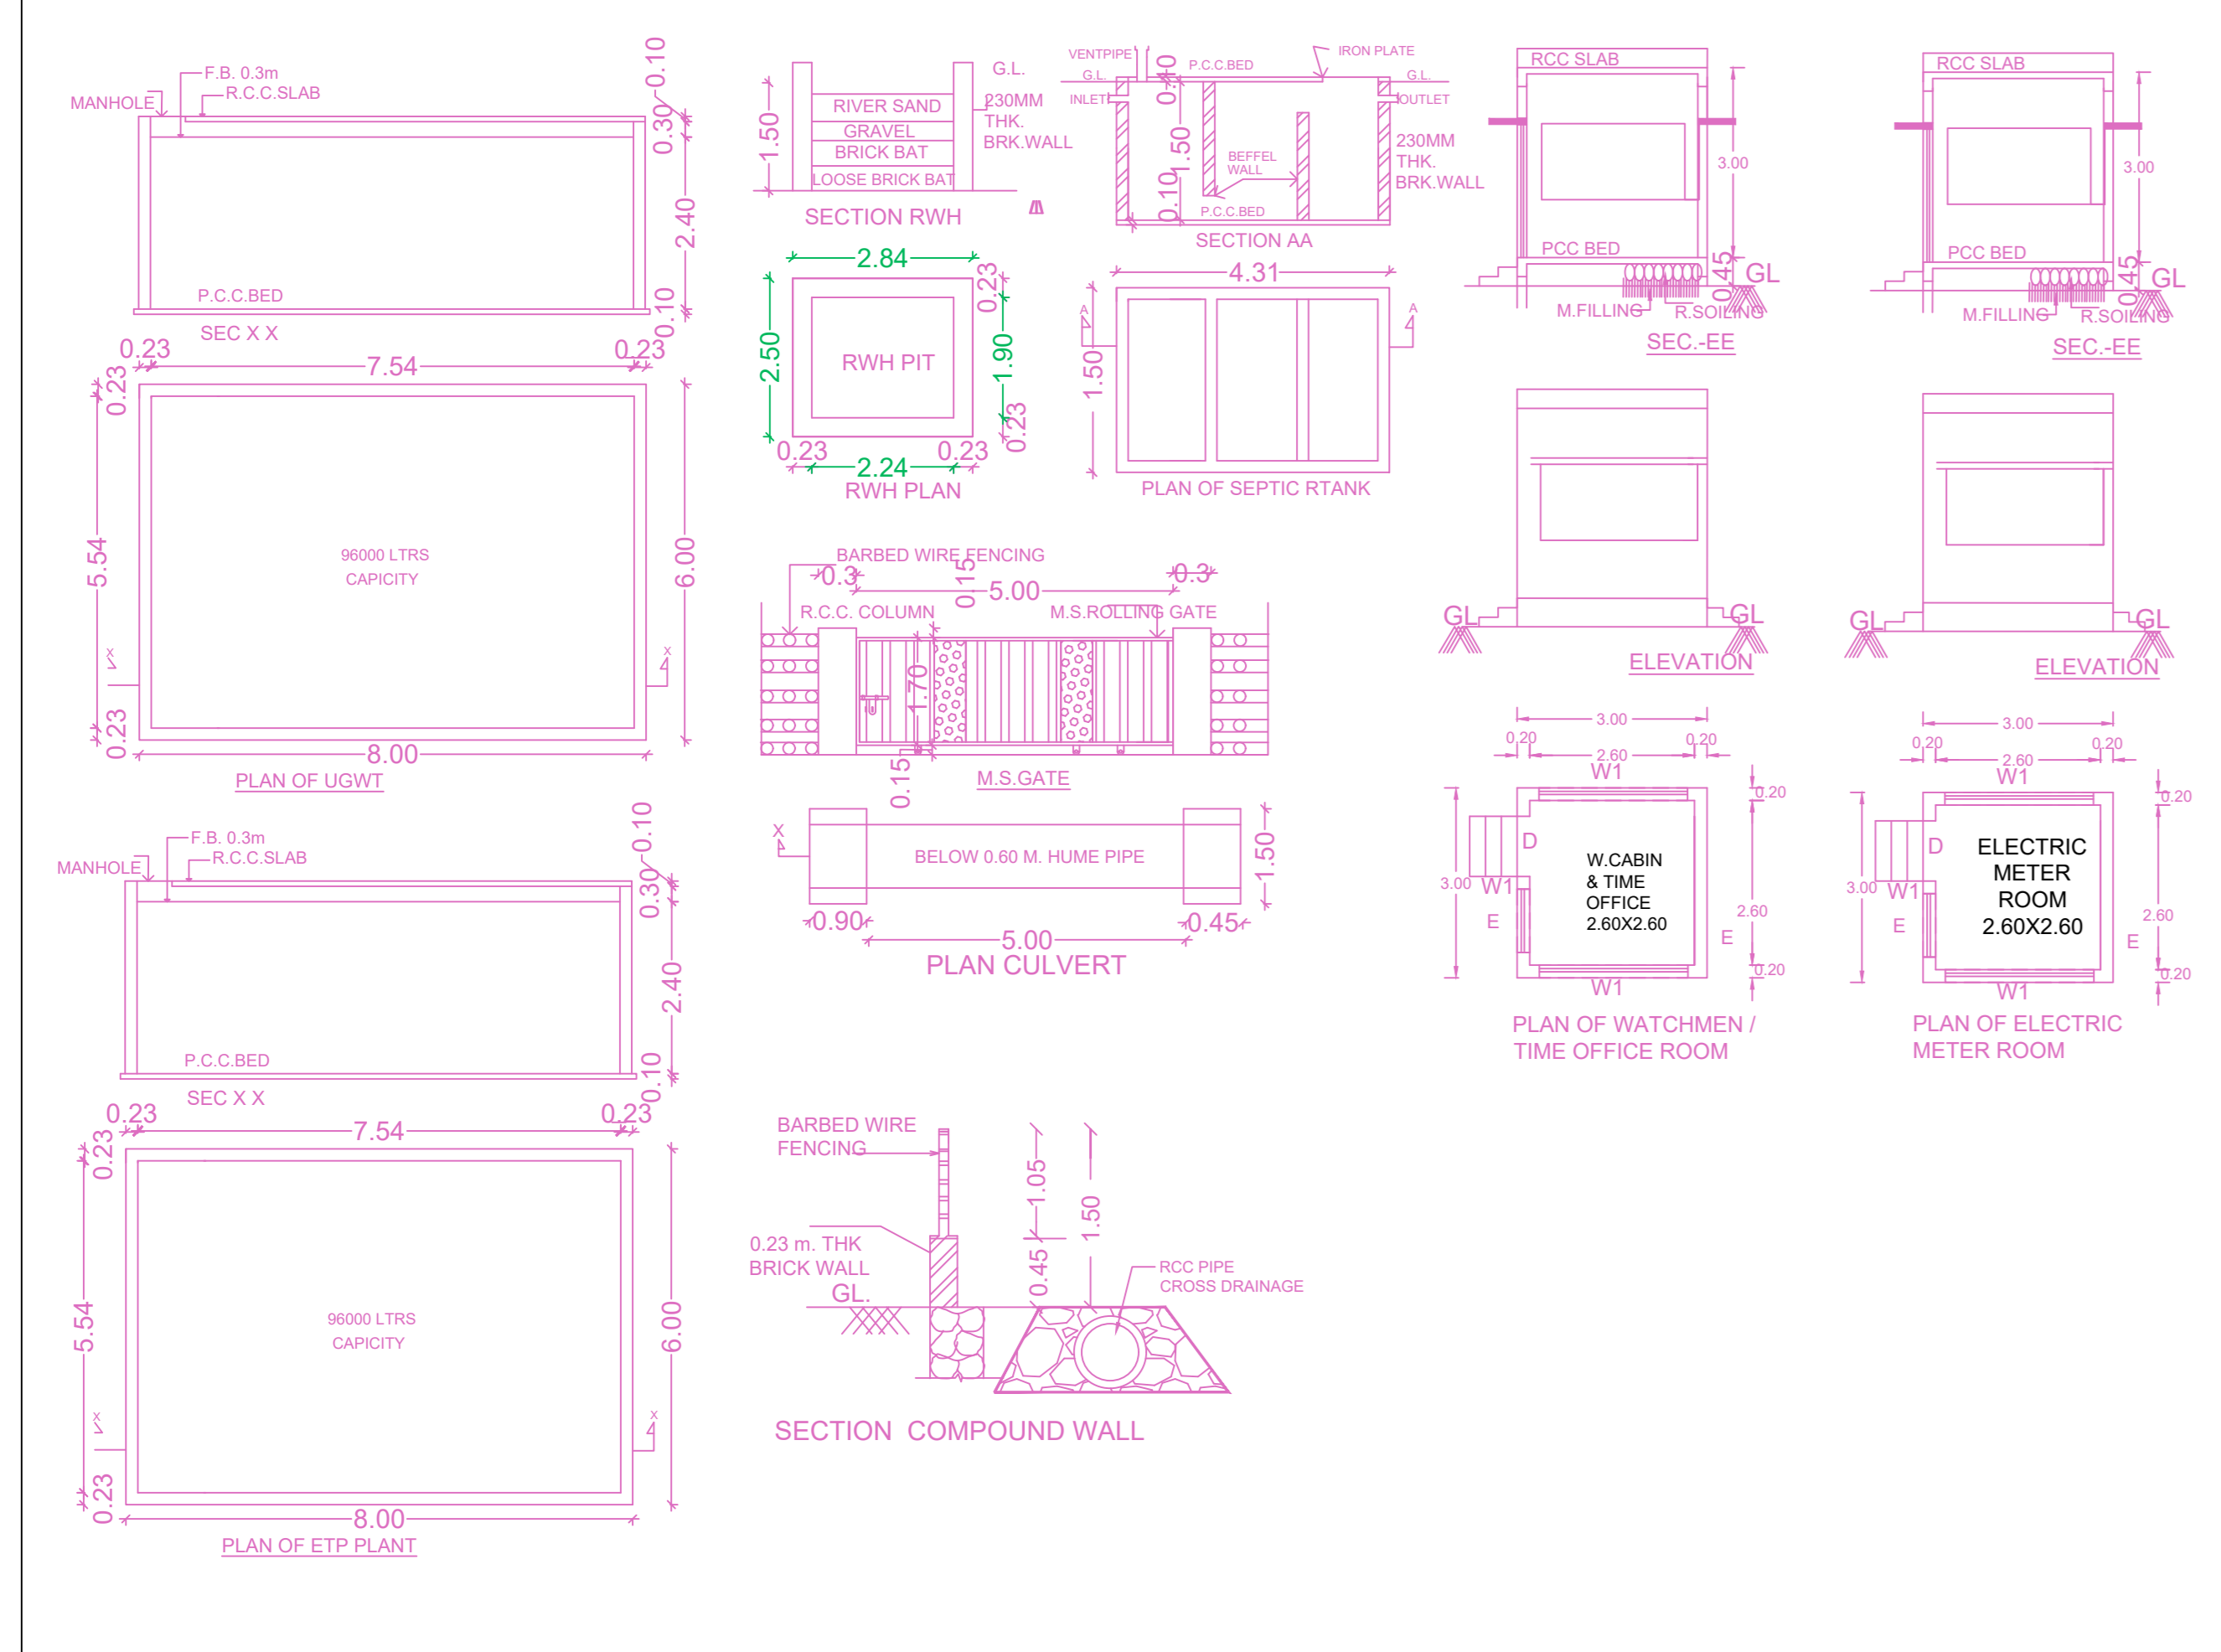 F.B. 0.3m
R.C.C.SLAB
MANHOLE
0.10
0.30
2.40
P.C.C.BED
0.10
SEC X X
0.23
7.54
0.23
0.23
5.54
96000 LTRS
CAPICITY
6.00
X
X
0.23
8.00
PLAN OF UGWT
F.B. 0.3m
R.C.C.SLAB
MANHOLE
0.10
0.30
2.40
P.C.C.BED
0.10
SEC X X
0.23
7.54
0.23
0.23
5.54
96000 LTRS
CAPICITY
6.00
X
X
0.23
8.00
PLAN OF ETP PLANT
G.L.
1.50
RIVER SAND
GRAVEL
BRICK BAT
LOOSE BRICK BAT
230MM
THK.
BRK.WALL
SECTION RWH
2.84
0.23
2.50
RWH PIT
1.90
0.23
0.23
0.23
2.24
RWH PLAN
VENTPIPE
IRON PLATE
P.C.C.BED
G.L.
G.L.
0.10
INLET
OUTLET
1.50
BEFFEL
WALL
230MM
THK.
BRK.WALL
0.10
P.C.C.BED
SECTION AA
4.31
A
A
1.50
PLAN OF SEPTIC RTANK
BARBED WIRE FENCING
0.3
0.15
5.00
0.3
R.C.C. COLUMN
M.S.ROLLING GATE
1.70
0.15
M.S.GATE
X
BELOW 0.60 M. HUME PIPE
1.50
0.90
0.45
5.00
PLAN CULVERT
BARBED WIRE
FENCING
1.05
1.50
0.23 m. THK
BRICK WALL
0.45
GL.
RCC PIPE
CROSS DRAINAGE
SECTION COMPOUND WALL
RCC SLAB
3.00
PCC BED
0.45
GL
M.FILLING
R.SOILING
SEC.-EE
GL
GL
ELEVATION
3.00
0.20
2.60
0.20
W1
0.20
D
3.00
W1
W.CABIN
& TIME
OFFICE
2.60X2.60
2.60
E
E
0.20
W1
PLAN OF WATCHMEN /
TIME OFFICE ROOM
RCC SLAB
3.00
PCC BED
0.45
GL
M.FILLING
R.SOILING
SEC.-EE
GL
GL
ELEVATION
3.00
0.20
2.60
0.20
W1
0.20
D
3.00
W1
ELECTRIC
METER
ROOM
2.60X2.60
2.60
E
E
0.20
W1
PLAN OF ELECTRIC
METER ROOM